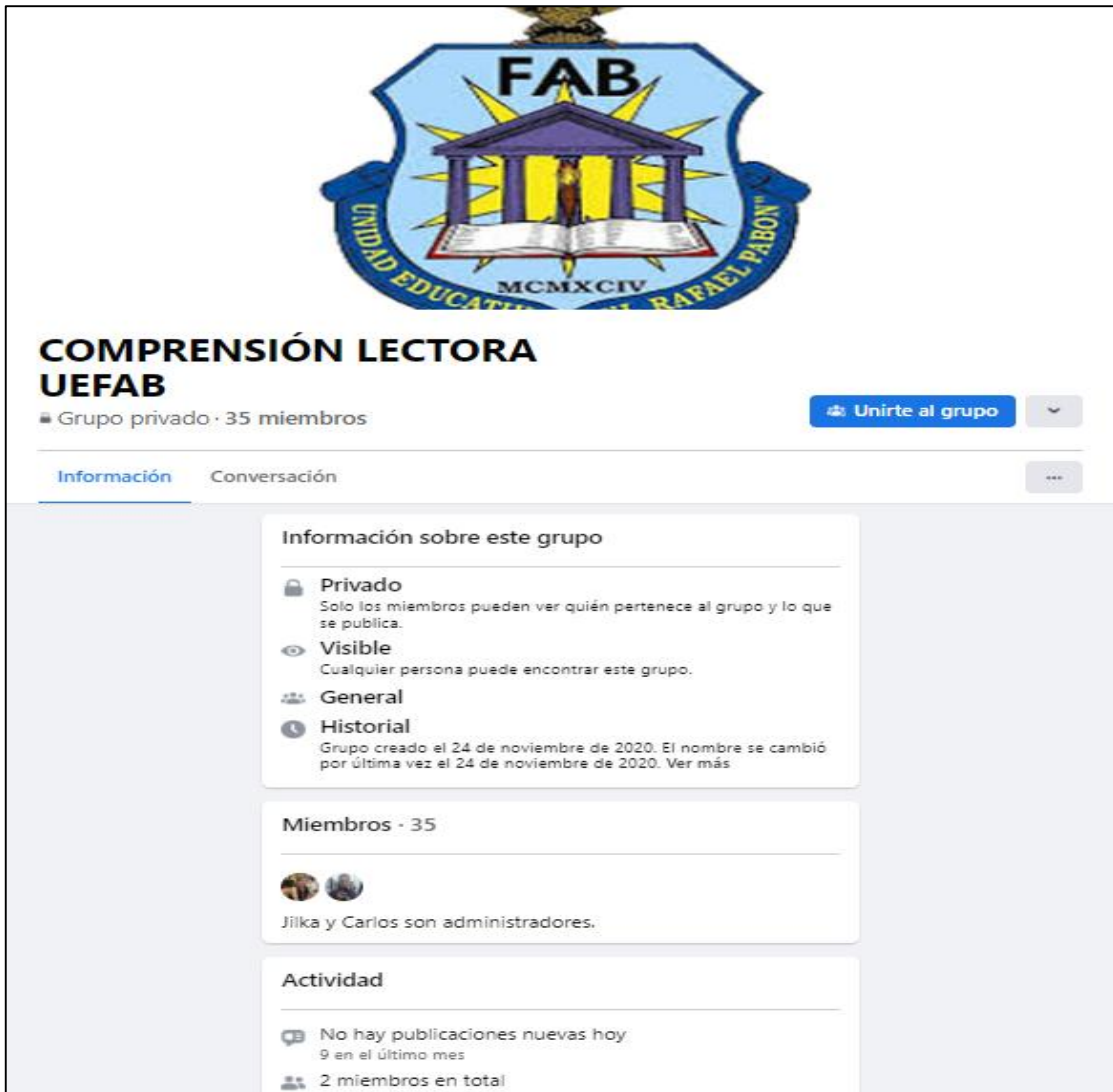 FAB
UNIDAD EDUCATIV RAFAEL PABON"
MCMXCIV
COMPRENSIÓN LECTORA
UEFAB
Grupo privado · 35 miembros
Unirte al grupo
Información Conversación
Información sobre este grupo
Privado
Solo los miembros pueden ver quién pertenece al grupo y lo que
se publica.
Visible
Cualquier persona puede encontrar este grupo.
General
Historial
Grupo creado el 24 de noviembre de 2020. El nombre se cambió
por última vez el 24 de noviembre de 2020. Ver más
Miembros · 35
Jilka y Carlos son administradores.
Actividad
No hay publicaciones nuevas hoy
9 en el último mes
2 miembros en total